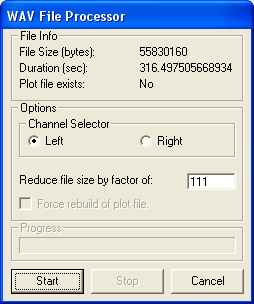 WAV File Processor
File Info
File Size (bytes): 55830160
Duration (sec): 316.497505668934
Plot file exists: No
Options
Channel Selector
Left Right
Reduce file size by factor of: 111
Force rebuild of plot file.
Progress
Start Stop Cancel